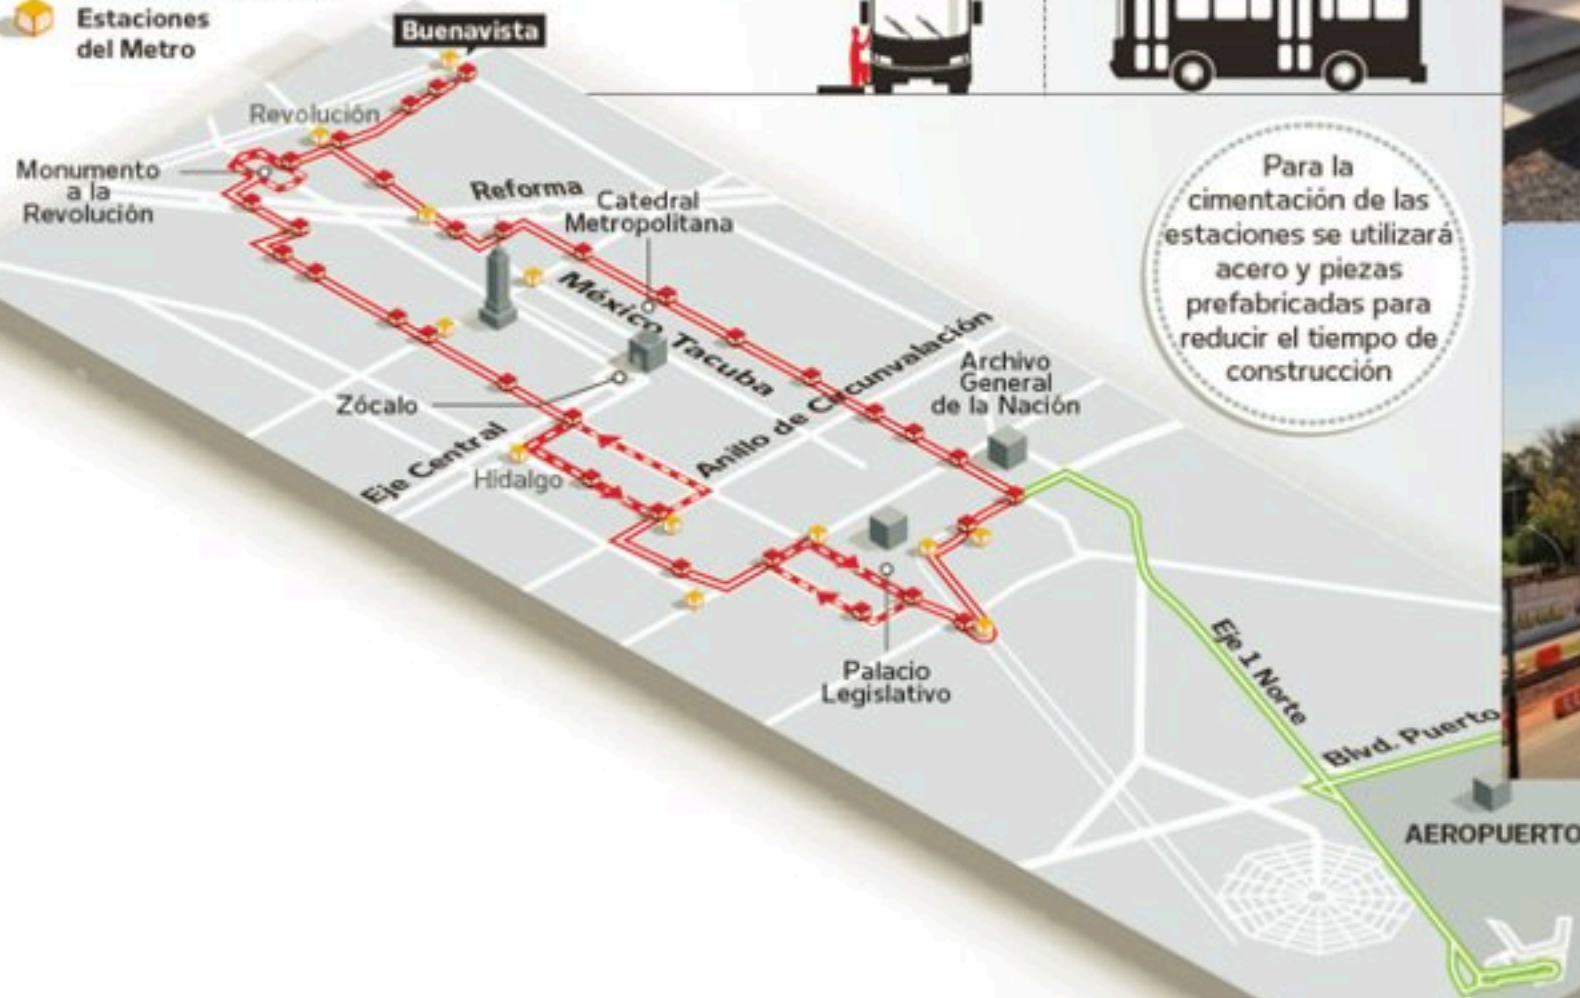 Estaciones
del Metro
Buenavista
Revolución
Monumento
a la
Revolución
Reforma
Catedral
Metropolitana
México Tacuba
Anillo de Circunvalación
Archivo
General
de la Nación
Zócalo
Eje Central
Hidalgo
Palacio
Legislativo
Eje 1 Norte
Blvd. Puerto
AEROPUERTO
Para la
cimentación de las
estaciones se utilizará
acero y piezas
prefabricadas para
reducir el tiempo de
construcción